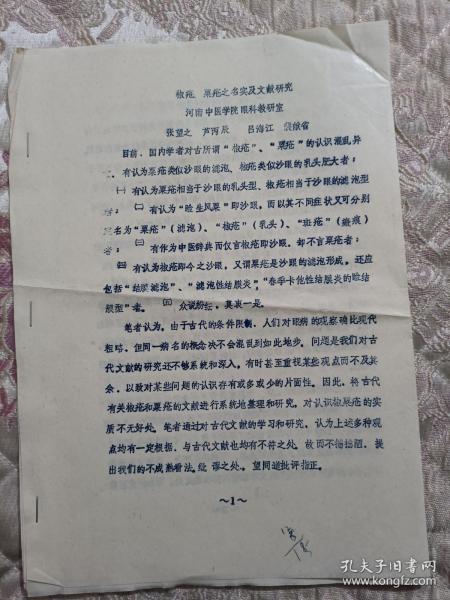 椒疮、粟疮之名实及文献研究
河南中医学院眼科教研室
张望之 芦丙辰 吕海江
目前，国内学者对古所谓“椒疮”、“粟疮”的认识混乱异
有认为粟疮类似沙眼的滤泡、椒疮类似沙眼的乳头肥大者；
㈠ 有认为粟疮相当于沙眼的乳头型、椒疮相当于沙眼的滤泡型
者； ㈡ 有认为“睑生风粟”即沙眼，而以其不同症状又可分别
定名为“粟疮”（滤泡）、“椒疮”（乳头）、“斑疮”（瘢痕）
者； ㈢ 有作为中医辞典而仅言椒疮即沙眼，却不言粟疮者；
㈣ 有认为椒疮即今之沙眼，又谓粟疮是沙眼的滤泡形成，还应
包括“结膜滤泡”、“滤泡性结膜炎”、“春季卡他性结膜炎的睑结
膜型”者。 众说纷纭，莫衷一是。
笔者认为，由于古代的条件限制，人们对眼病的观察确比现代
粗略，但同一病名的概念决不会混乱到如此地步。问题是我们对古
代文献的研究还不够系统和深入，有时甚至重视某些观点而不及其
余，以致对某些问题的认识存有或多或少的片面性。因此，将古代
有关椒疮和粟疮的文献进行系统地整理和研究，对认识椒粟疮的实
质不无好处。笔者通过对古代文献的学习和研究，认为上述多种观
点均有一定根据，与古代文献也均有不符之处。故而不揣拙陋，提
出我们的不成熟看法。纰谬之处，望同道批评指正。
～1～
孔夫子旧书网
www.kongfz.com